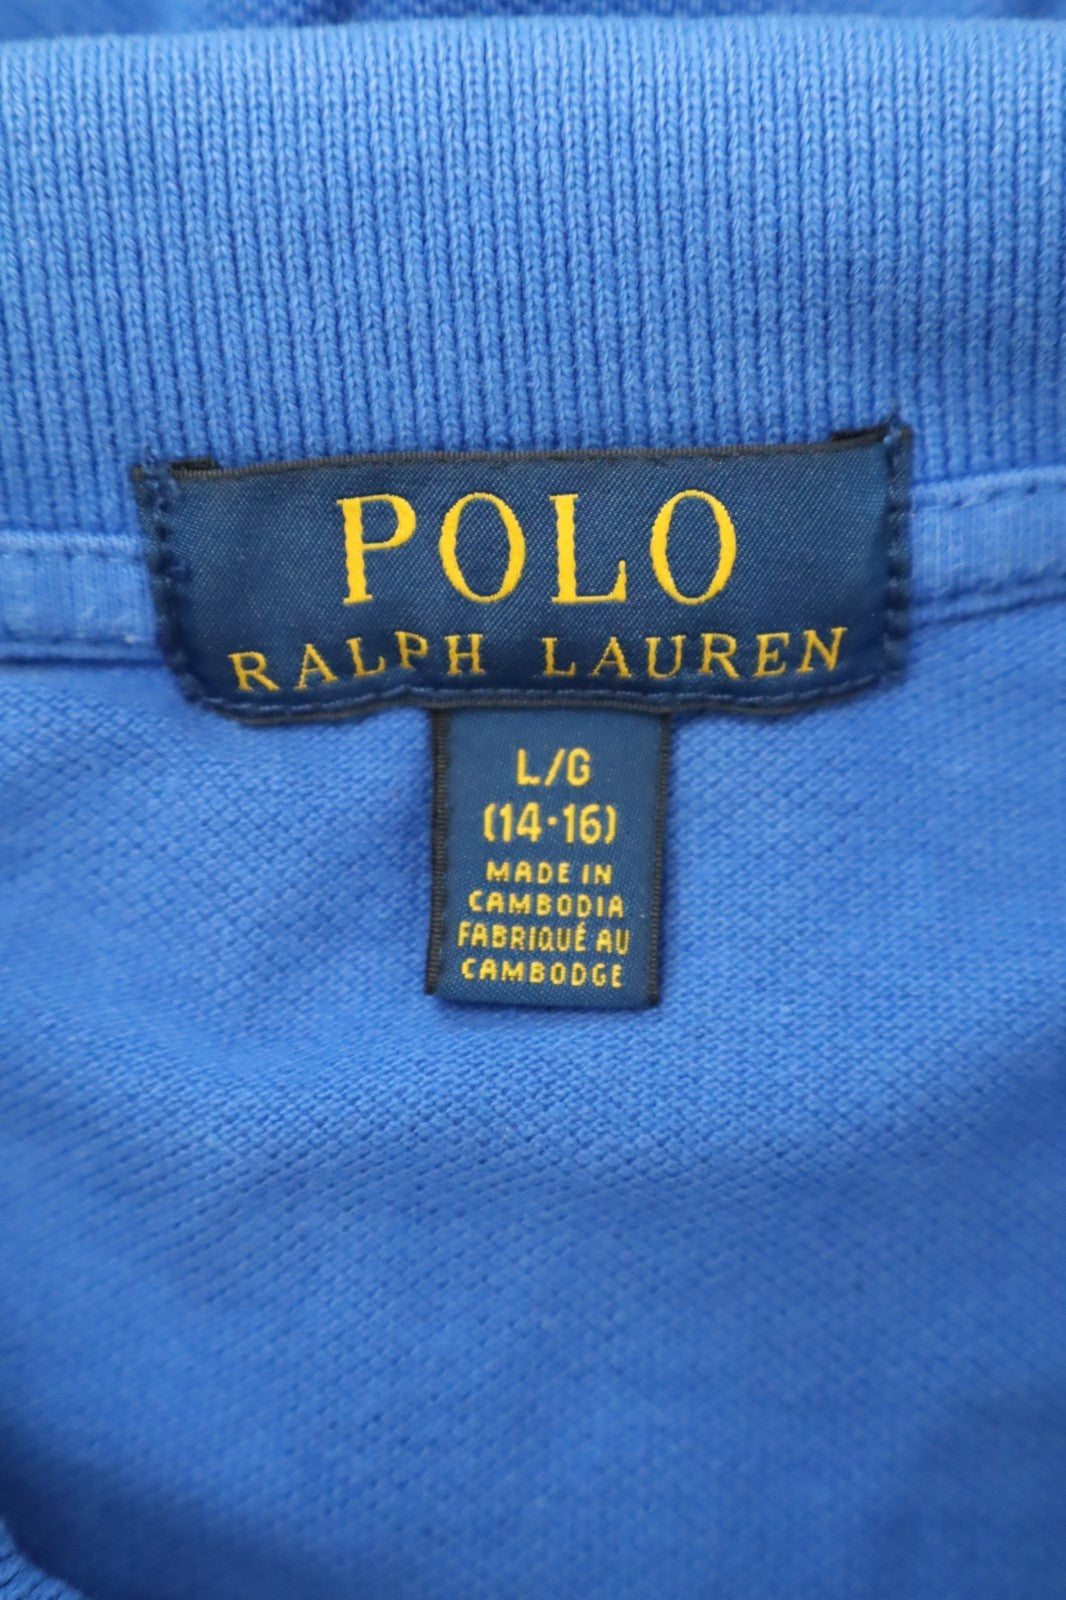 POLO
RALPH LAUREN
L/G
(14-16)
MADE IN
CAMBODIA
FABRIQUÉ AU
CAMBODGE